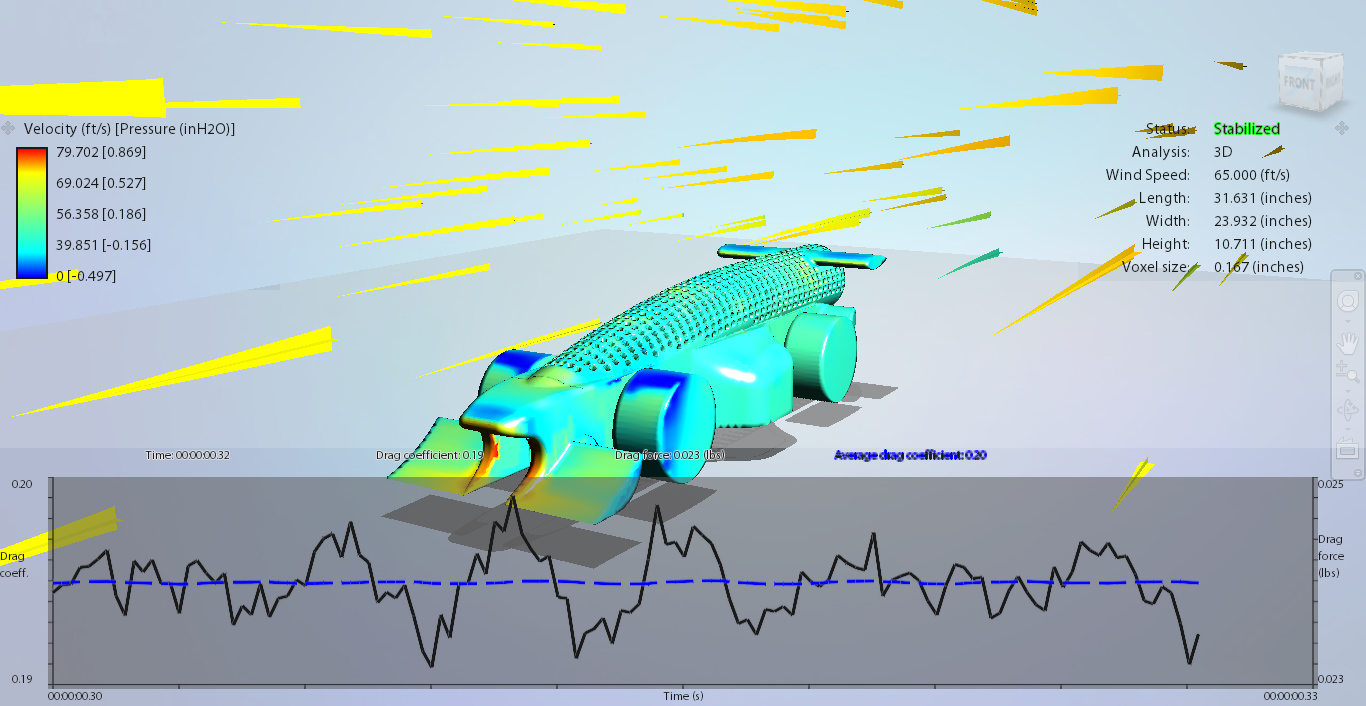 FRONT
RIGHT
Velocity (ft/s) [Pressure (inH2O)]
79.702 [0.869]
69.024 [0.527]
56.358 [0.186]
39.851 [-0.156]
0 [-0.497]
Status: Stabilized
Analysis: 3D
Wind Speed: 65.000 (ft/s)
Length: 31.631 (inches)
Width: 23.932 (inches)
Height: 10.711 (inches)
Voxel size: 0.167 (inches)
Time: 00:00:00.32 Drag coefficient: 0.19 Drag force: 0.023 (lbs) Average drag coefficient: 0.20
0.20
Drag
coeff.
0.19
0.025
Drag
force
(lbs)
0.023
00:00:00.30 Time (s) 00:00:00.33